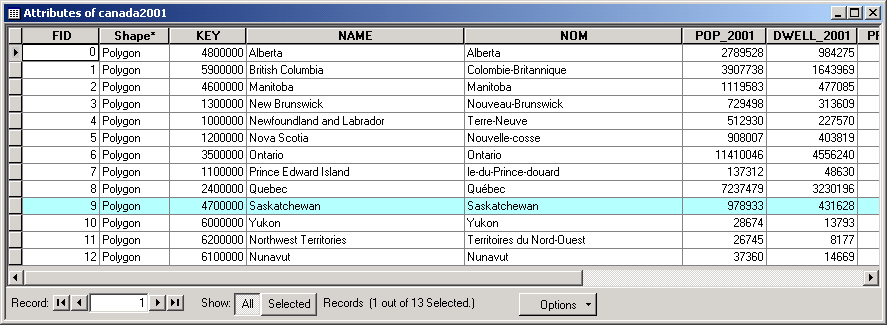 Attributes of canada2001
FID Shape* KEY NAME NOM POP_2001 DWELL_2001
0 Polygon 4800000 Alberta Alberta 2789528 984275
1 Polygon 5900000 British Columbia Colombie-Britannique 3907738 1643969
2 Polygon 4600000 Manitoba Manitoba 1119583 477085
3 Polygon 1300000 New Brunswick Nouveau-Brunswick 729498 313609
4 Polygon 1000000 Newfoundland and Labrador Terre-Neuve 512930 227570
5 Polygon 1200000 Nova Scotia Nouvelle-cosse 908007 403819
6 Polygon 3500000 Ontario Ontario 11410046 4556240
7 Polygon 1100000 Prince Edward Island le-du-Prince-douard 137312 48630
8 Polygon 2400000 Quebec Québec 7237479 3230196
9 Polygon 4700000 Saskatchewan Saskatchewan 978933 431628
10 Polygon 6000000 Yukon Yukon 28674 13793
11 Polygon 6200000 Northwest Territories Territoires du Nord-Ouest 26745 8177
12 Polygon 6100000 Nunavut Nunavut 37360 14669
Record: 1 Show: All Selected Records (1 out of 13 Selected.) Options